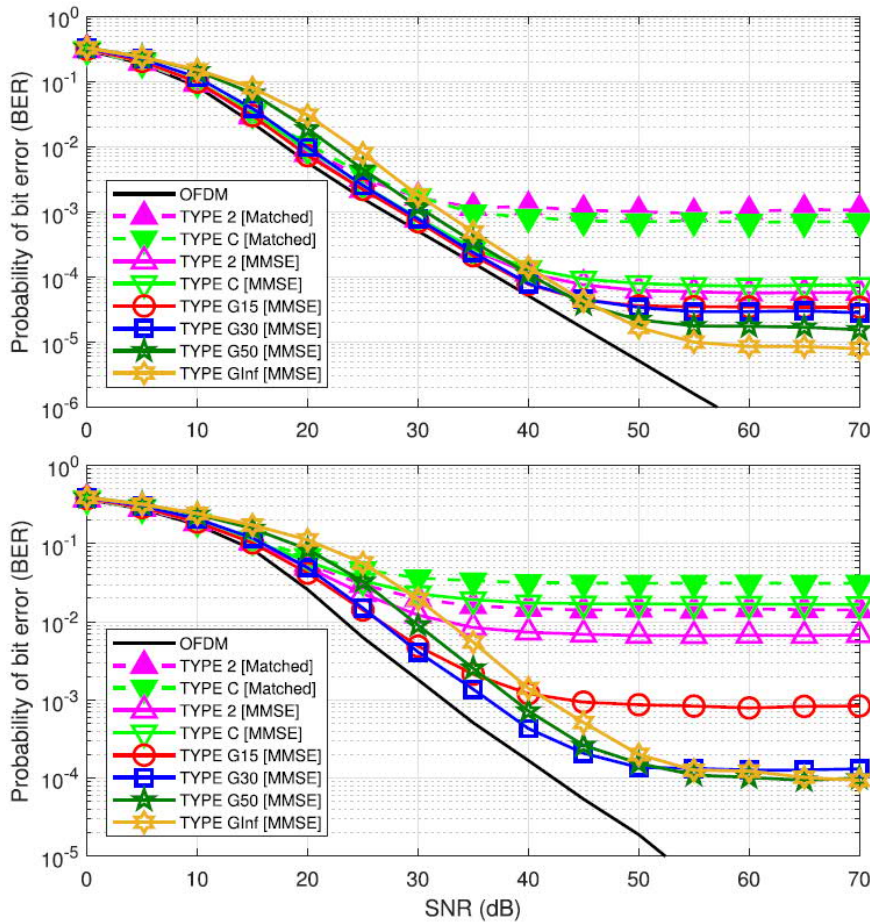 10^0
10^-1
10^-2
10^-3
10^-4
10^-5
10^-6
Probability of bit error (BER)
OFDM
TYPE 2 [Matched]
TYPE C [Matched]
TYPE 2 [MMSE]
TYPE C [MMSE]
TYPE G15 [MMSE]
TYPE G30 [MMSE]
TYPE G50 [MMSE]
TYPE GInf [MMSE]
0 10 20 30 40 50 60 70
10^0
10^-1
10^-2
10^-3
10^-4
10^-5
Probability of bit error (BER)
OFDM
TYPE 2 [Matched]
TYPE C [Matched]
TYPE 2 [MMSE]
TYPE C [MMSE]
TYPE G15 [MMSE]
TYPE G30 [MMSE]
TYPE G50 [MMSE]
TYPE GInf [MMSE]
0 10 20 30 40 50 60 70
SNR (dB)